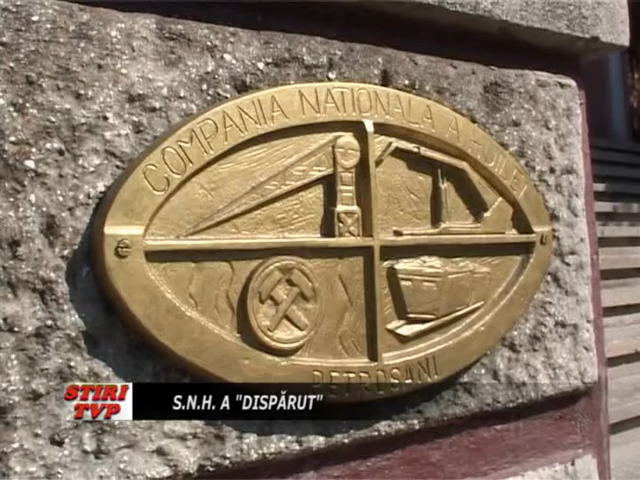 COMPANIA NATIONALA A HUILEI
PETROSANI
STIRI
TVP
S.N.H. A "DISPĂRUT"